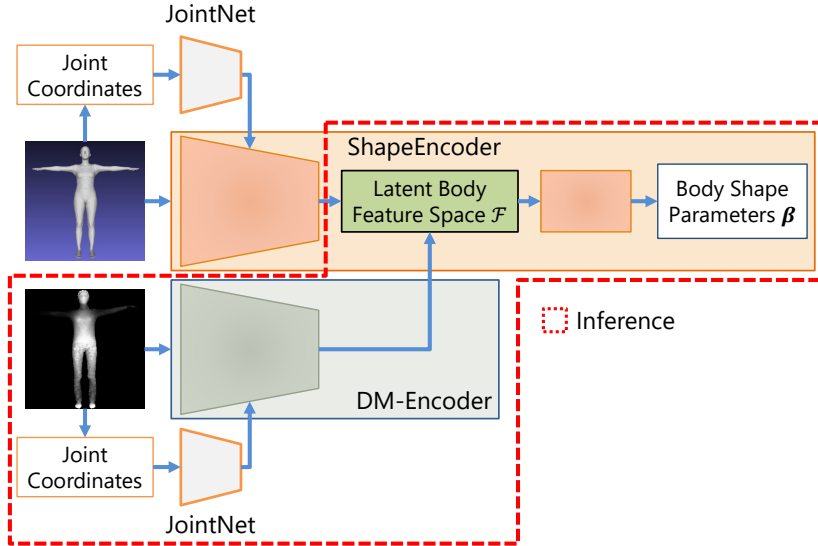 JointNet
Joint
Coordinates
ShapeEncoder
Latent Body
Feature Space ℱ
Body Shape
Parameters β
Inference
DM-Encoder
Joint
Coordinates
JointNet